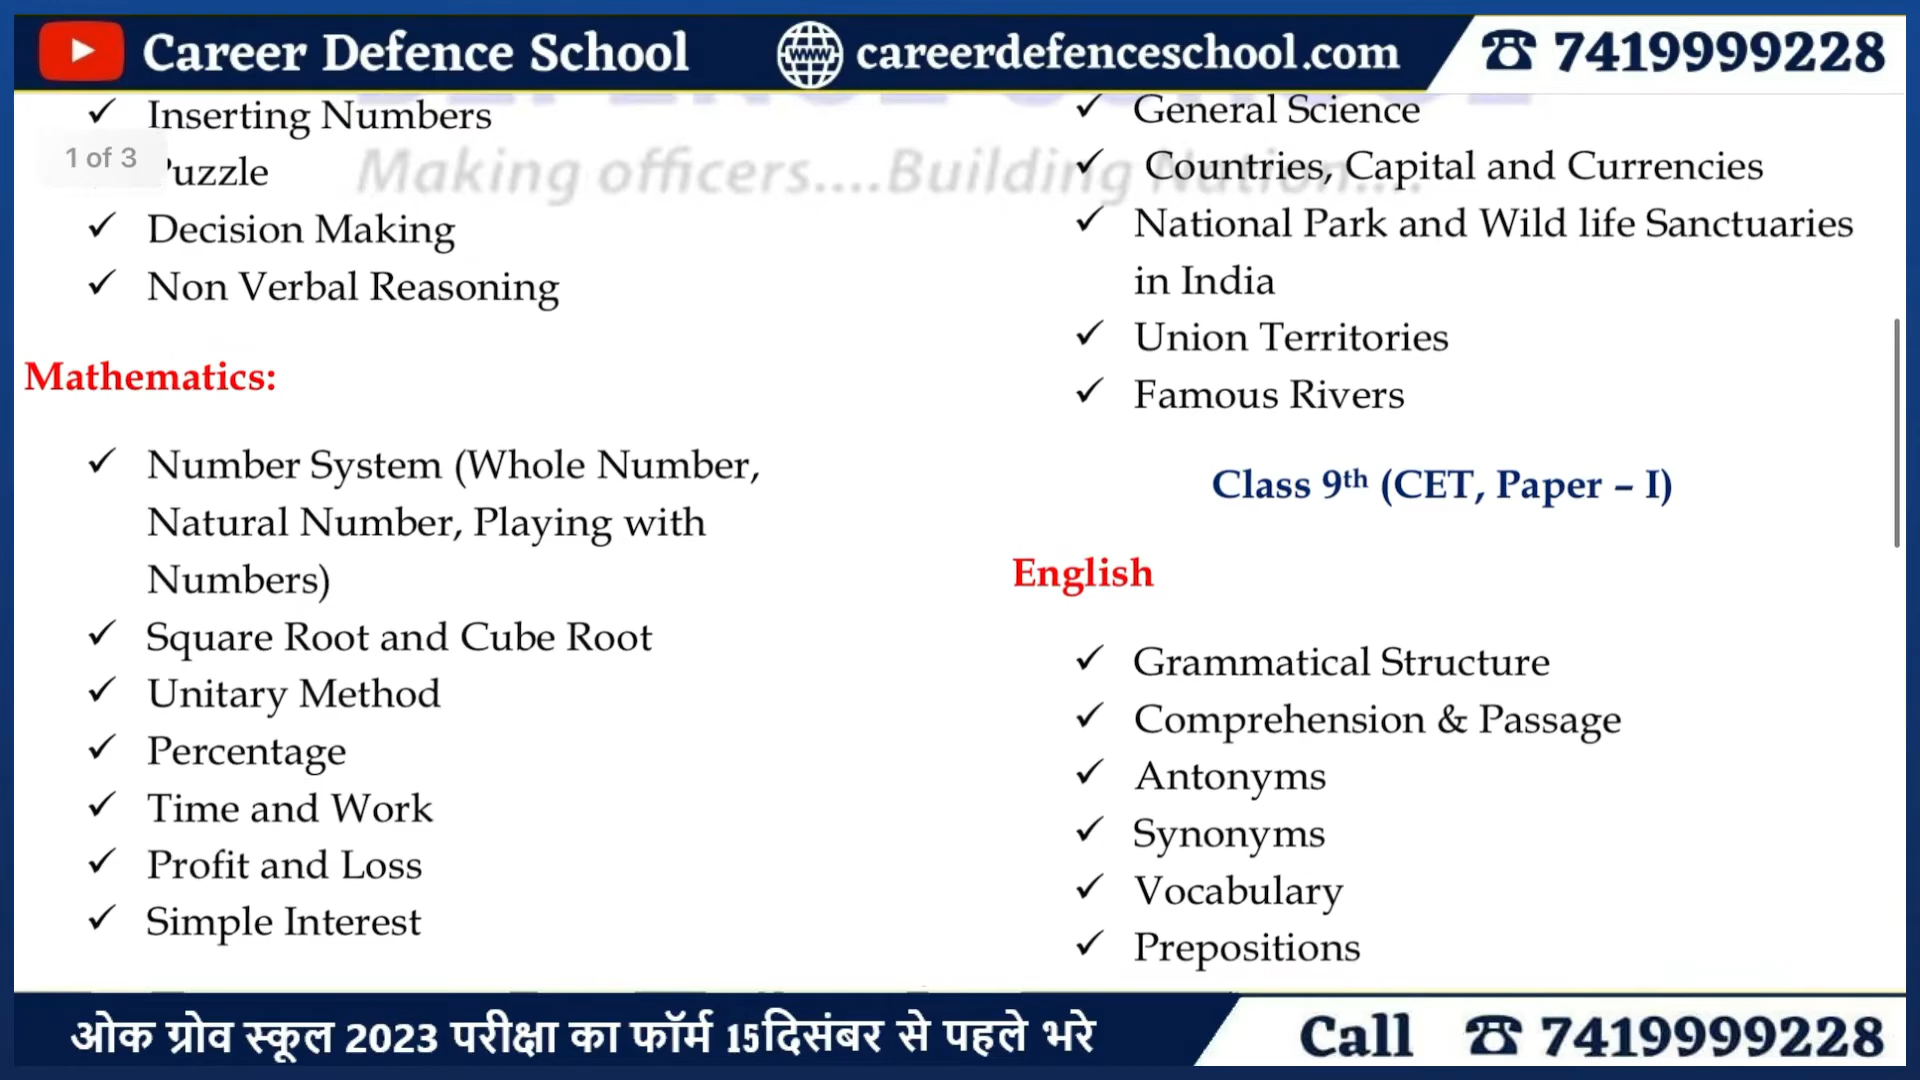 Career Defence School
www
careerdefenceschool.com
☎ 7419999228
Making officers....Building Nation....
1 of 3
✓ Inserting Numbers
Puzzle
✓ Decision Making
✓ Non Verbal Reasoning
Mathematics:
✓ Number System (Whole Number,
Natural Number, Playing with
Numbers)
✓ Square Root and Cube Root
✓ Unitary Method
✓ Percentage
✓ Time and Work
✓ Profit and Loss
✓ Simple Interest
✓ General Science
✓ Countries, Capital and Currencies
✓ National Park and Wild life Sanctuaries
in India
✓ Union Territories
✓ Famous Rivers
Class 9th (CET, Paper – I)
English
✓ Grammatical Structure
✓ Comprehension & Passage
✓ Antonyms
✓ Synonyms
✓ Vocabulary
✓ Prepositions
ओक ग्रोव स्कूल 2023 परीक्षा का फॉर्म 15दिसंबर से पहले भरे
Call ☎ 7419999228